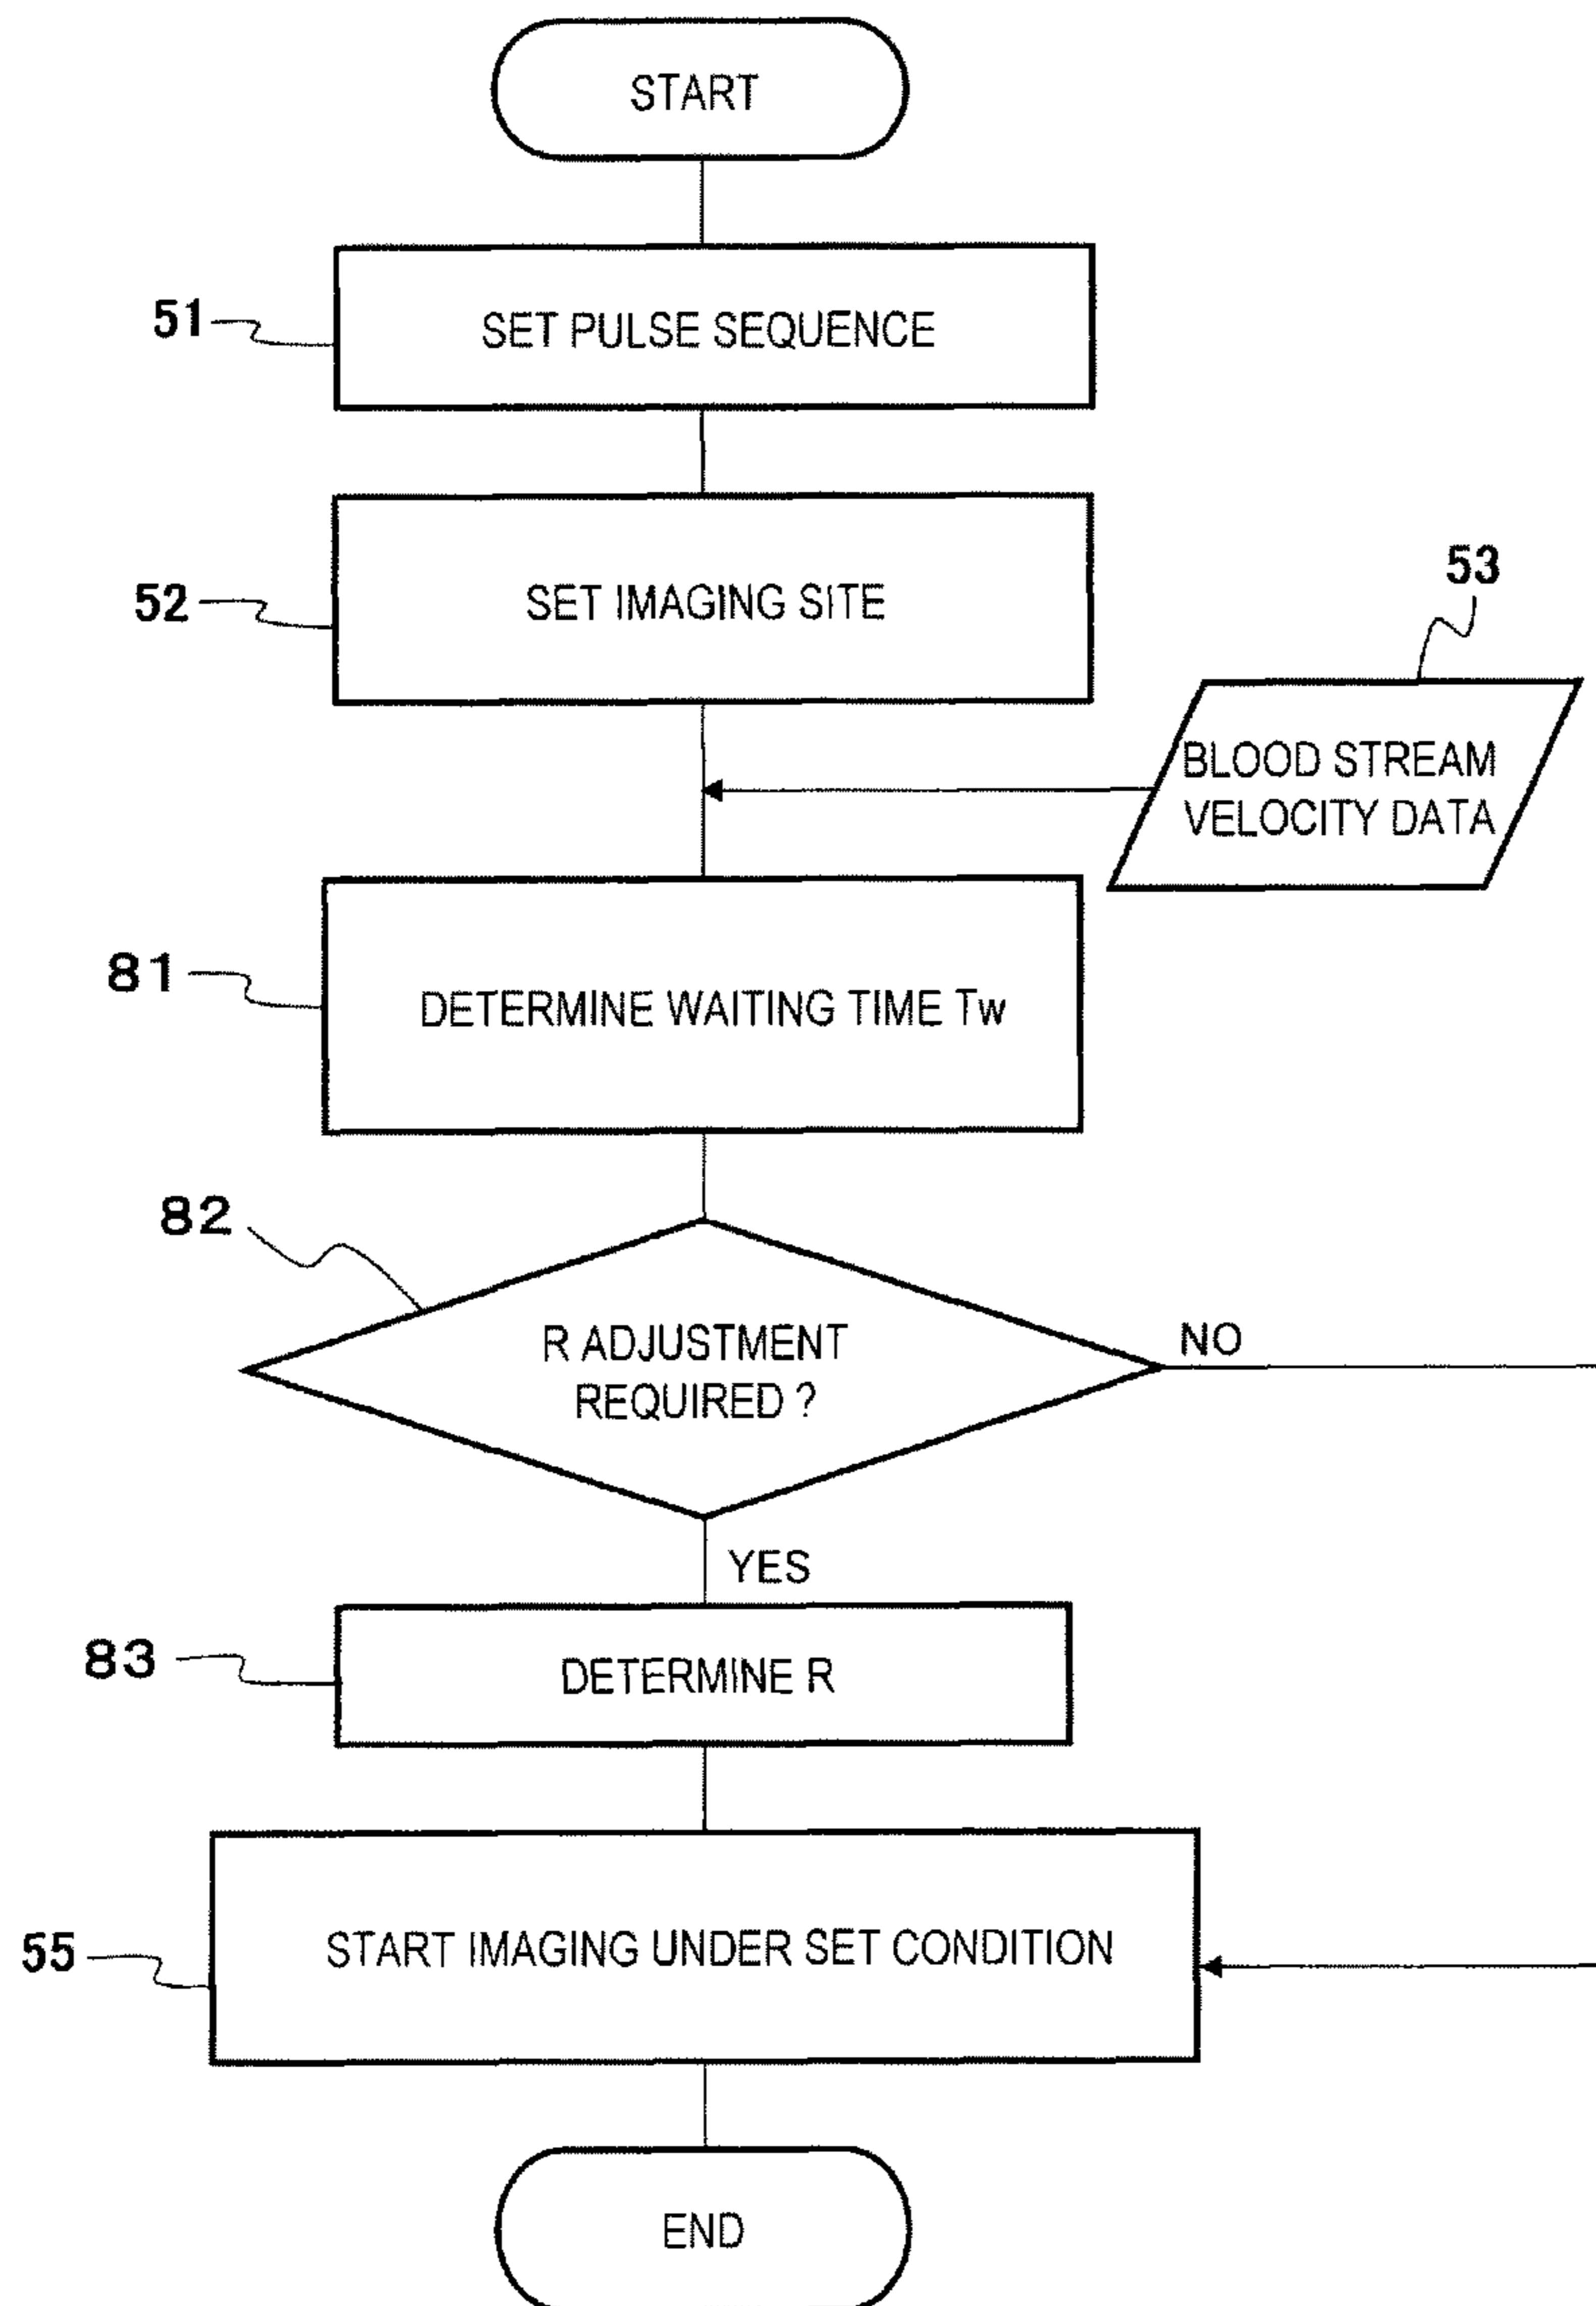 START
51
SET PULSE SEQUENCE
52
SET IMAGING SITE
53
BLOOD STREAM
VELOCITY DATA
81
DETERMINE WAITING TIME Tw
82
R ADJUSTMENT
REQUIRED ?
NO
YES
83
DETERMINE R
55
START IMAGING UNDER SET CONDITION
END